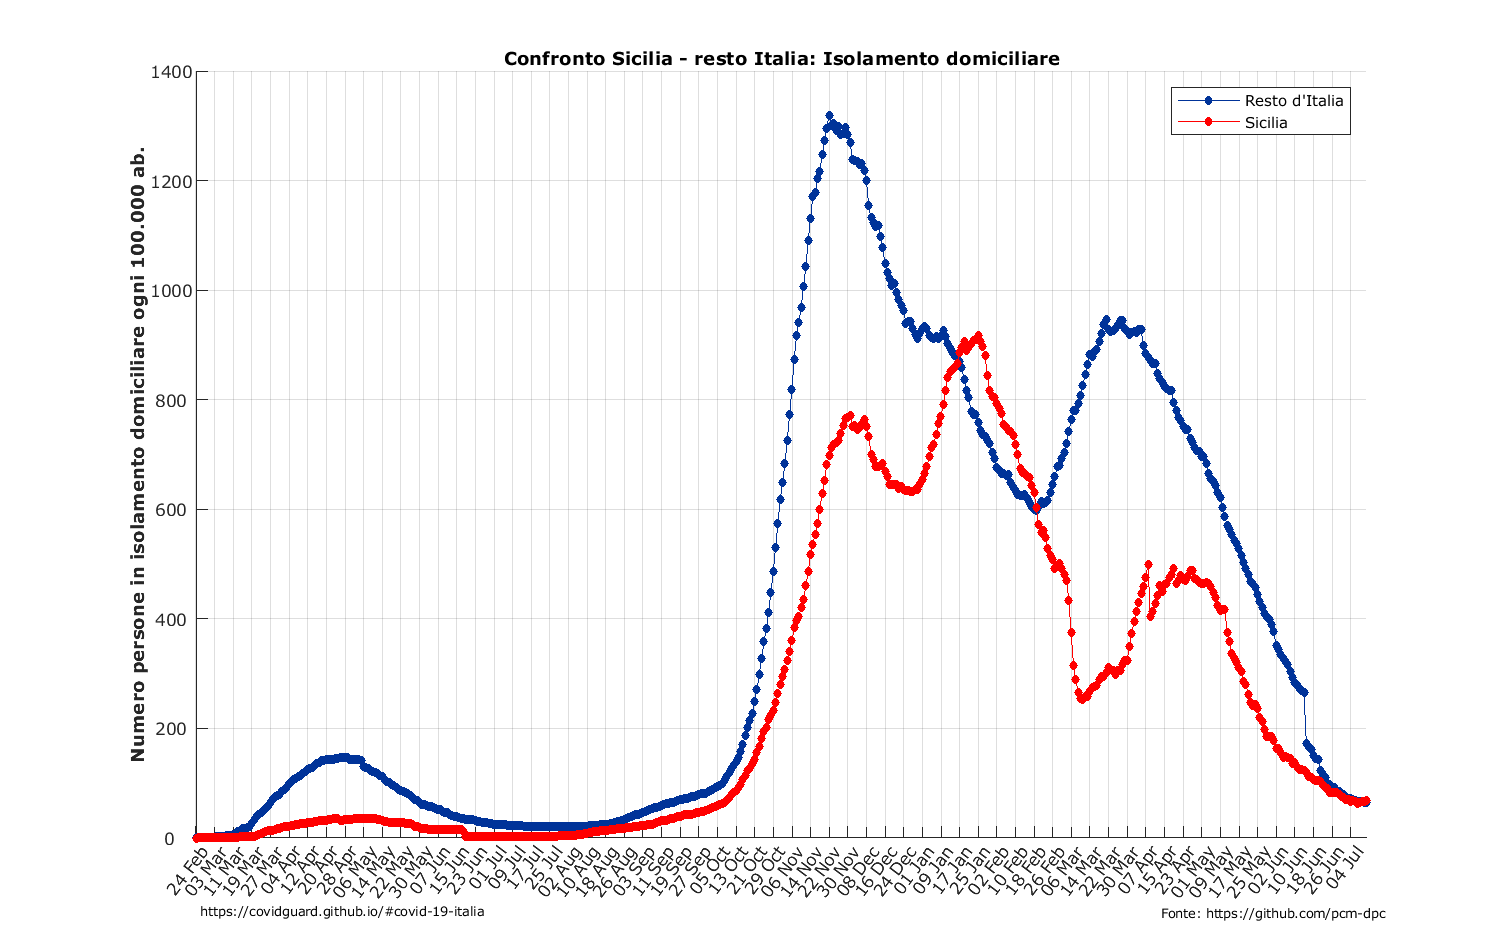 Confronto Sicilia - resto Italia: Isolamento domiciliare
Numero persone in isolamento domiciliare ogni 100.000 ab.
1400
1200
1000
800
600
400
200
0
Resto d'Italia
Sicilia
24 Feb
03 Mar
11 Mar
19 Mar
27 Mar
04 Apr
12 Apr
20 Apr
28 Apr
06 May
14 May
22 May
30 May
07 Jun
15 Jun
23 Jun
01 Jul
09 Jul
17 Jul
25 Jul
02 Aug
10 Aug
18 Aug
26 Aug
03 Sep
11 Sep
19 Sep
27 Sep
05 Oct
13 Oct
21 Oct
29 Oct
06 Nov
14 Nov
22 Nov
30 Nov
08 Dec
16 Dec
24 Dec
01 Jan
09 Jan
17 Jan
25 Jan
02 Feb
10 Feb
18 Feb
26 Feb
06 Mar
14 Mar
22 Mar
30 Mar
07 Apr
15 Apr
23 Apr
01 May
09 May
17 May
25 May
02 Jun
10 Jun
18 Jun
26 Jun
04 Jul
https://covidguard.github.io/#covid-19-italia
Fonte: https://github.com/pcm-dpc